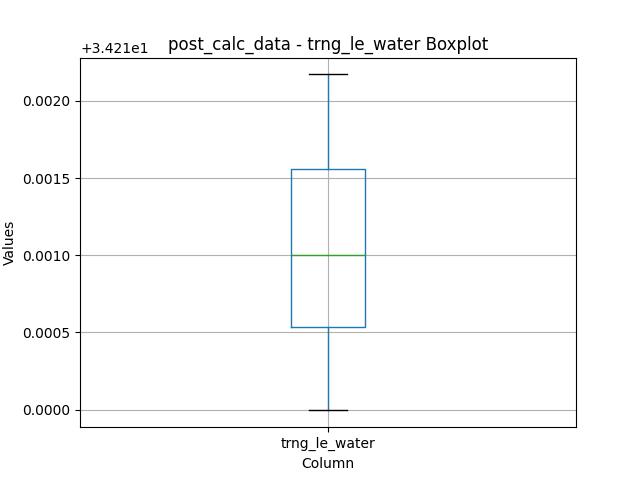 post_calc_data - trng_le_water Boxplot
+3.421e1
0.0020
0.0015
0.0010
0.0005
0.0000
Values
trng_le_water
Column